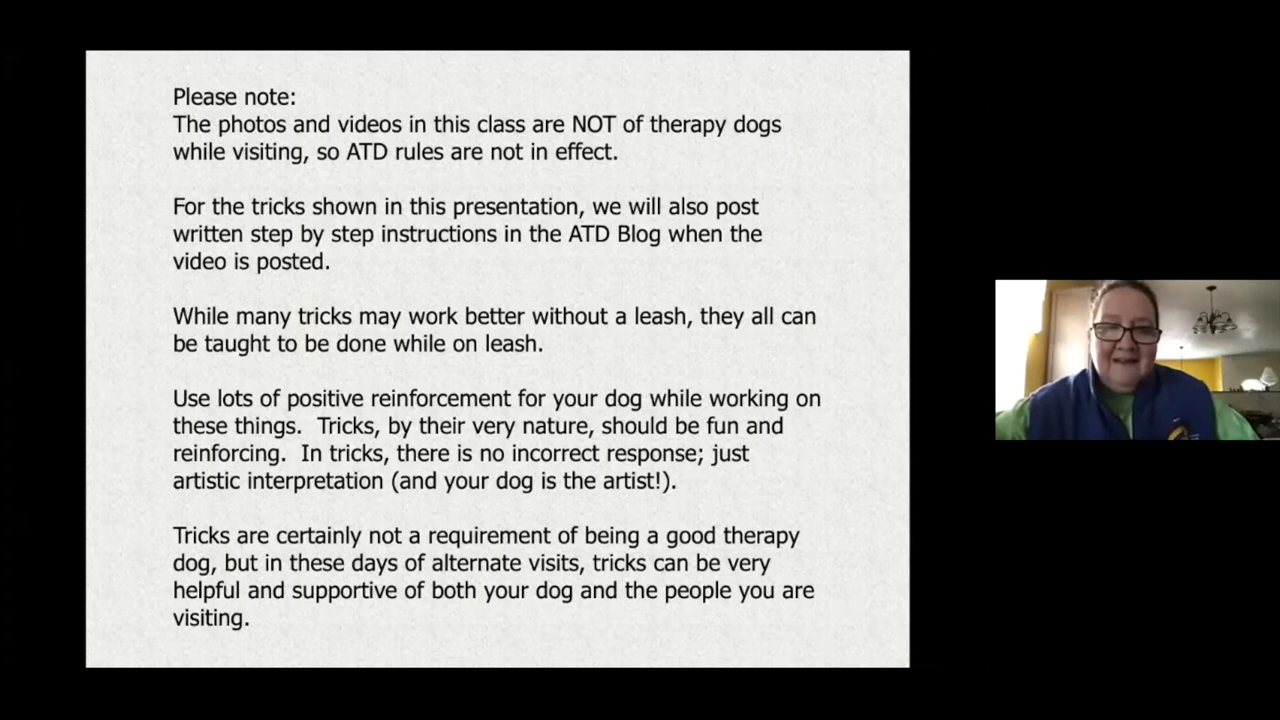 Please note:
The photos and videos in this class are NOT of therapy dogs
while visiting, so ATD rules are not in effect.
For the tricks shown in this presentation, we will also post
written step by step instructions in the ATD Blog when the
video is posted.
While many tricks may work better without a leash, they all can
be taught to be done while on leash.
Use lots of positive reinforcement for your dog while working on
these things.  Tricks, by their very nature, should be fun and
reinforcing.  In tricks, there is no incorrect response; just
artistic interpretation (and your dog is the artist!).
Tricks are certainly not a requirement of being a good therapy
dog, but in these days of alternate visits, tricks can be very
helpful and supportive of both your dog and the people you are
visiting.